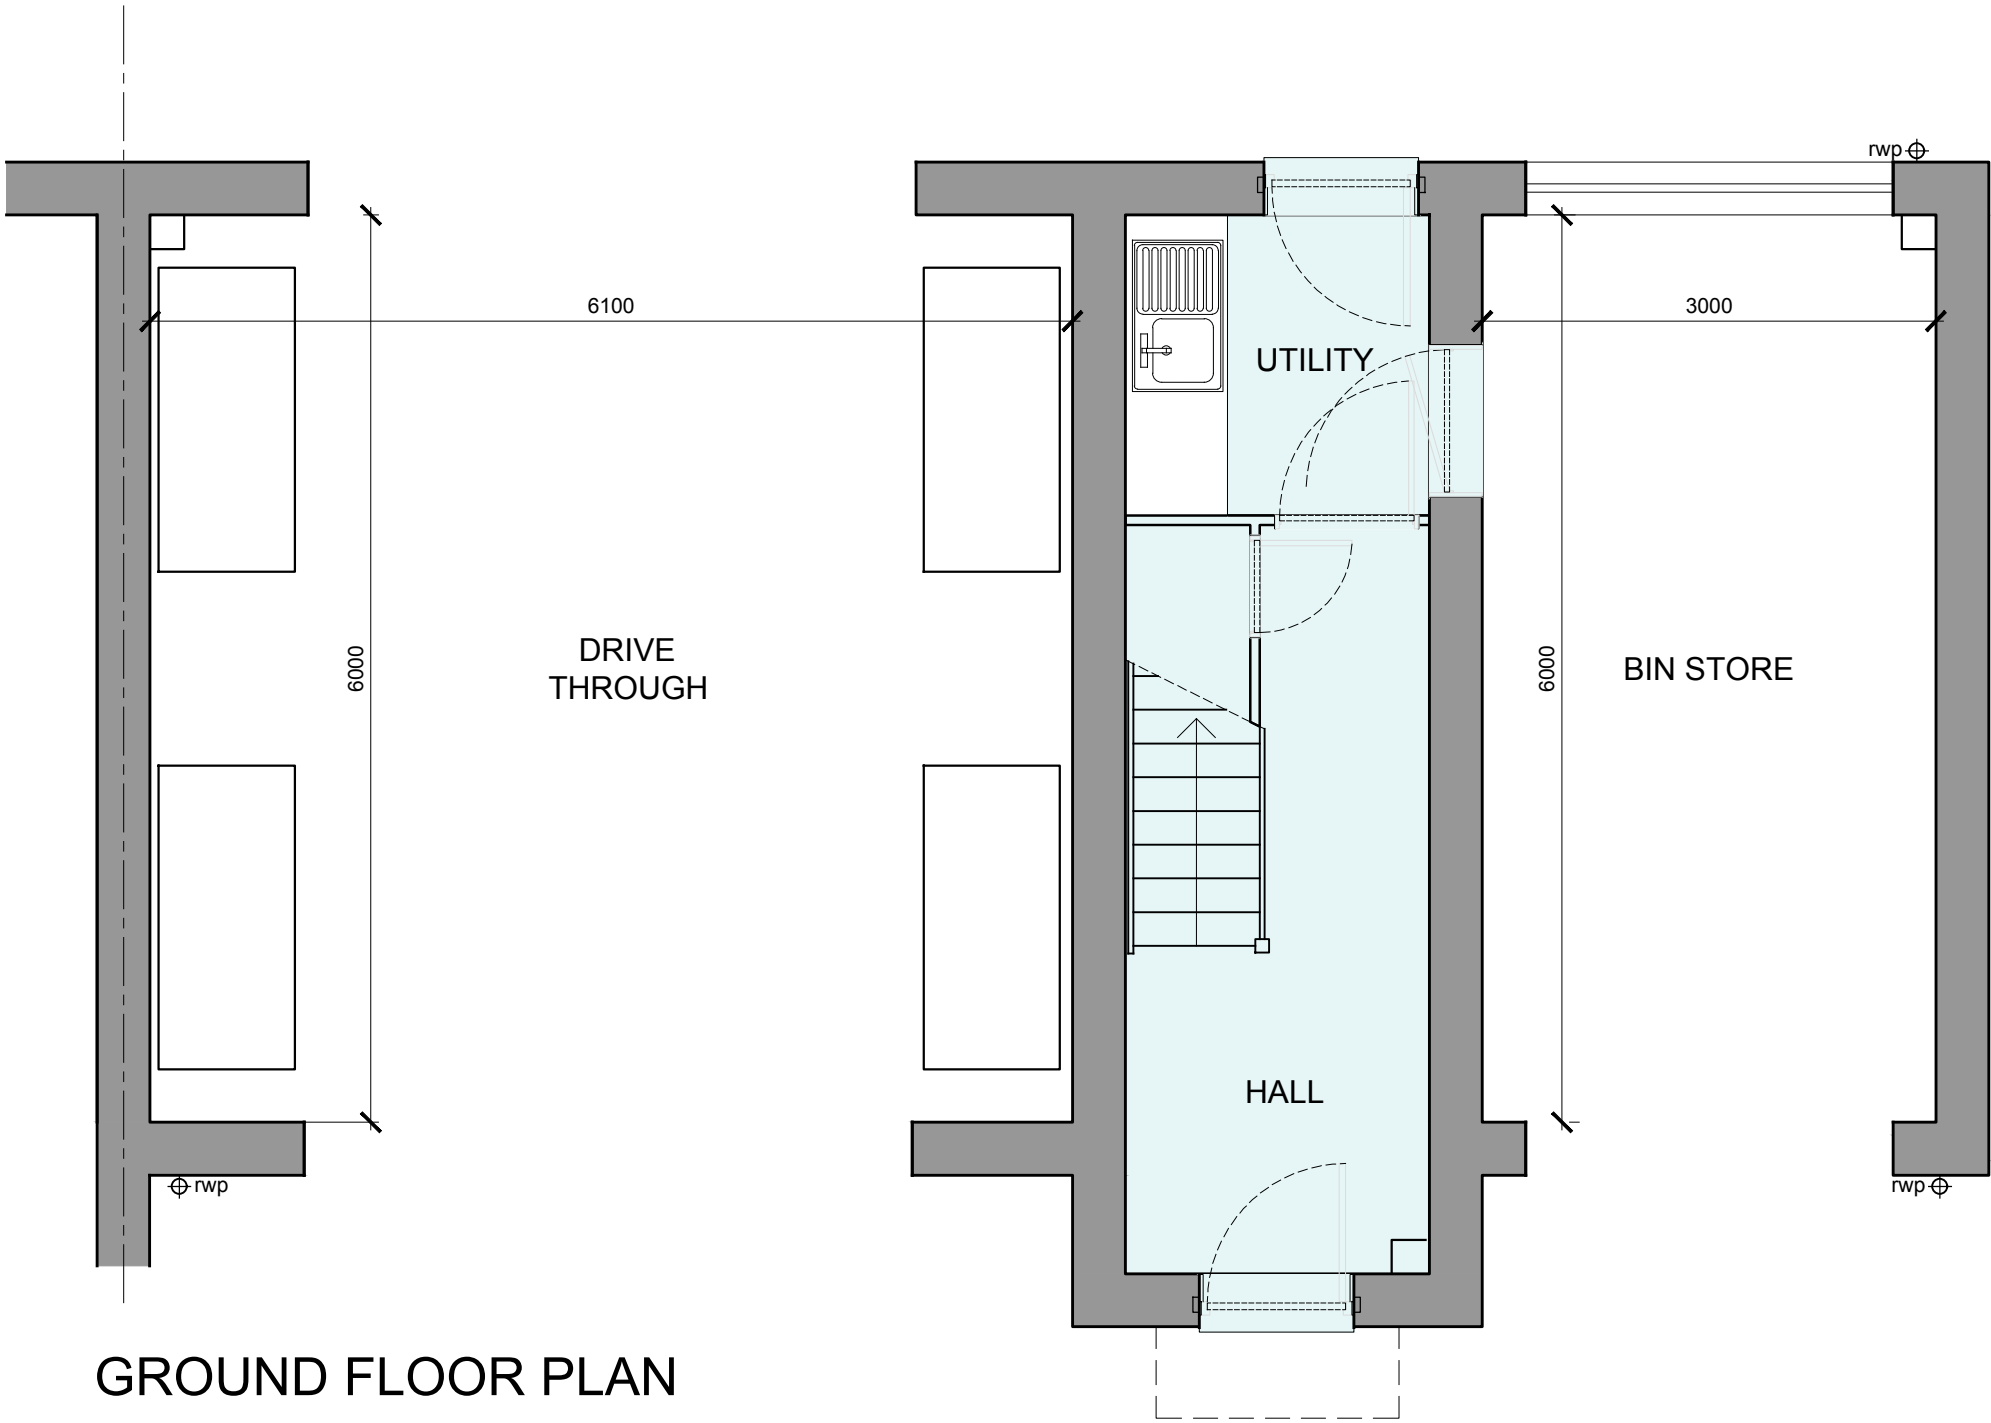 rwp
6100
3000
UTILITY
6000
DRIVE
THROUGH
6000
BIN STORE
HALL
rwp
rwp
GROUND FLOOR PLAN